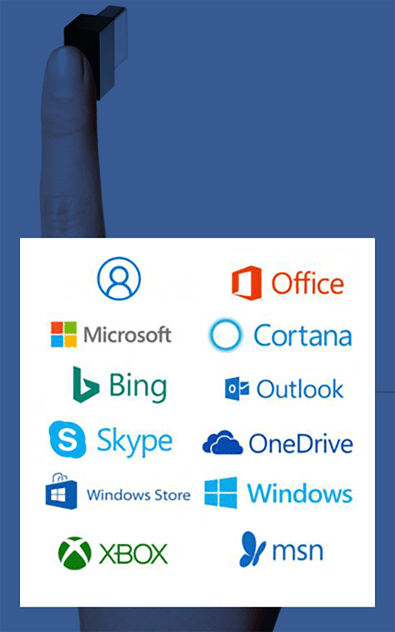 Office
Microsoft
Cortana
Bing
Outlook
Skype
OneDrive
Windows Store
Windows
XBOX
msn